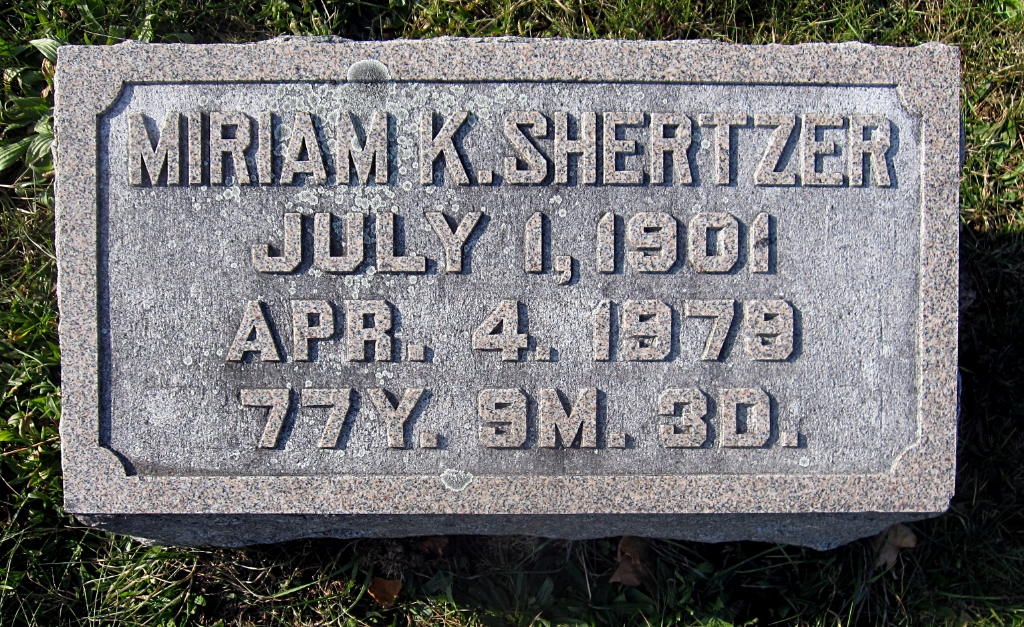 MIRIAM K. SHERTZER
JULY 1, 1901
APR. 4. 1979
77Y. 9M. 3D.